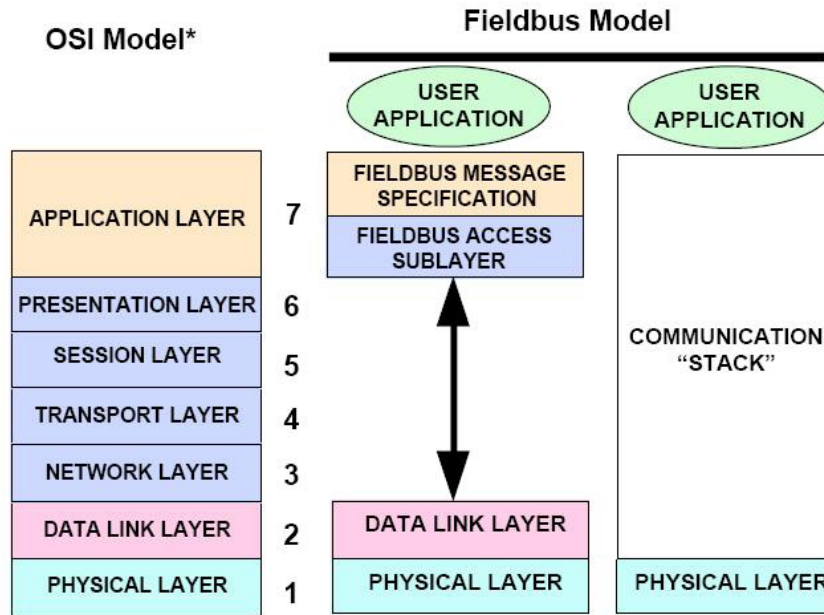 OSI Model*
Fieldbus Model
USER
APPLICATION
USER
APPLICATION
APPLICATION LAYER
7
FIELDBUS MESSAGE
SPECIFICATION
FIELDBUS ACCESS
SUBLAYER
PRESENTATION LAYER
6
SESSION LAYER
5
COMMUNICATION
“STACK”
TRANSPORT LAYER
4
NETWORK LAYER
3
DATA LINK LAYER
2
DATA LINK LAYER
PHYSICAL LAYER
1
PHYSICAL LAYER
PHYSICAL LAYER